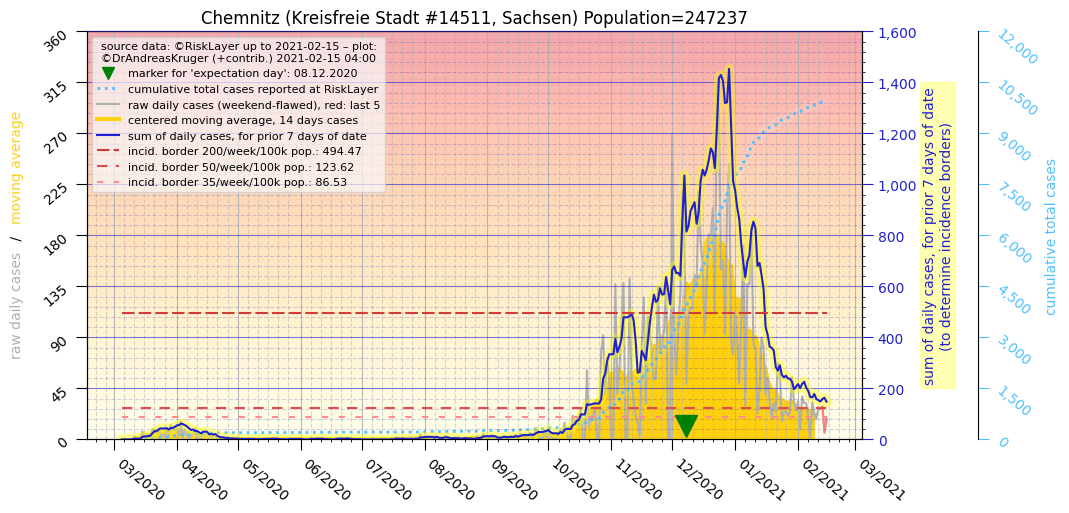 Chemnitz (Kreisfreie Stadt #14511, Sachsen) Population=247237
source data: ©RiskLayer up to 2021-02-15 – plot:
©DrAndreasKruger (+contrib.) 2021-02-15 04:00
marker for 'expectation day': 08.12.2020
cumulative total cases reported at RiskLayer
raw daily cases (weekend-flawed), red: last 5
centered moving average, 14 days cases
sum of daily cases, for prior 7 days of date
incid. border 200/week/100k pop.: 494.47
incid. border 50/week/100k pop.: 123.62
incid. border 35/week/100k pop.: 86.53
raw daily cases / moving average
360
315
270
225
180
135
90
45
0
03/2020
04/2020
05/2020
06/2020
07/2020
08/2020
09/2020
10/2020
11/2020
12/2020
01/2021
02/2021
03/2021
1,600
1,400
1,200
1,000
800
600
400
200
0
sum of daily cases, for prior 7 days of date
(to determine incidence borders)
12,000
10,500
9,000
7,500
6,000
4,500
3,000
1,500
0
cumulative total cases